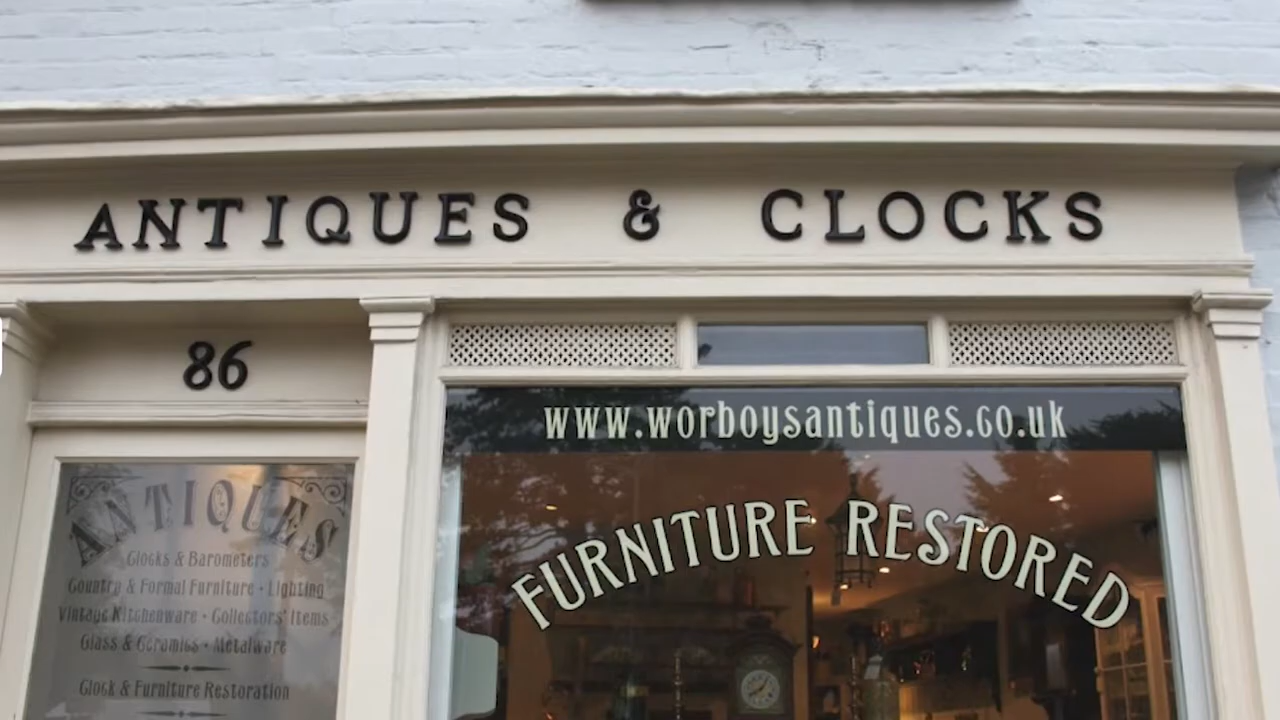 ANTIQUES & CLOCKS
86
www.worboysantiques.co.uk
FURNITURE RESTORED
ANTIQUES
Clocks & Barometers
Country & Formal Furniture • Lighting
Vintage Kitchenware • Collectors' Items
Glass & Ceramics • Metalware
Clock & Furniture Restoration